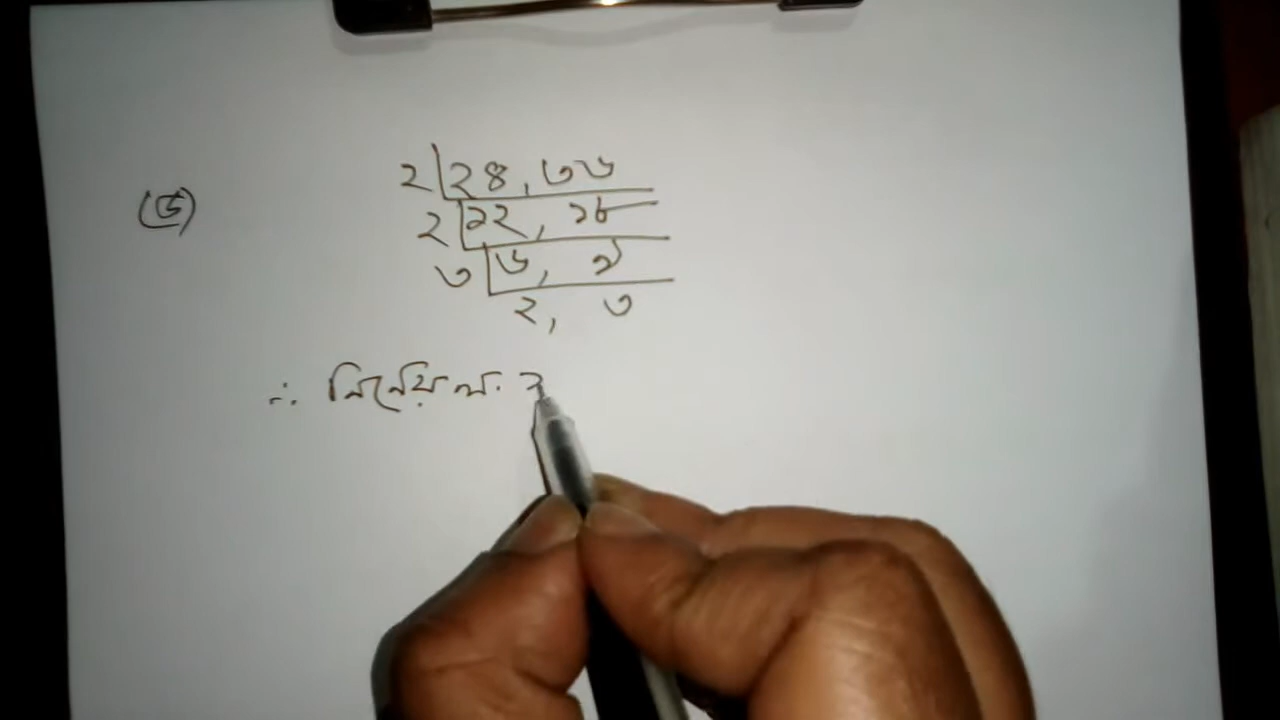 (ঙ)
২ ২৪, ৩৬
২ ১২, ১৮
৩ ৬, ৯
২, ৩
∴ নির্নেয় ল.